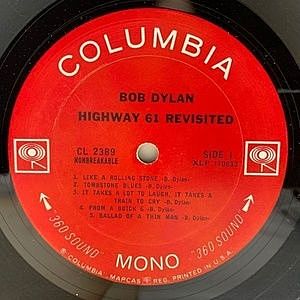 COLUMBIA
BOB DYLAN
HIGHWAY 61 REVISITED
CL 2389
NONBREAKABLE
SIDE 1
1. LIKE A ROLLING STONE -B. Dylan-
2. TOMBSTONE BLUES -B. Dylan-
3. IT TAKES A LOT TO LAUGH, IT TAKES A
TRAIN TO CRY -B. Dylan-
4. FROM A BUICK 6 -B. Dylan-
5. BALLAD OF A THIN MAN -B. Dylan-
360 SOUND MONO 360 SOUND
® COLUMBIA MARCAS REG. PRINTED IN U.S.A.